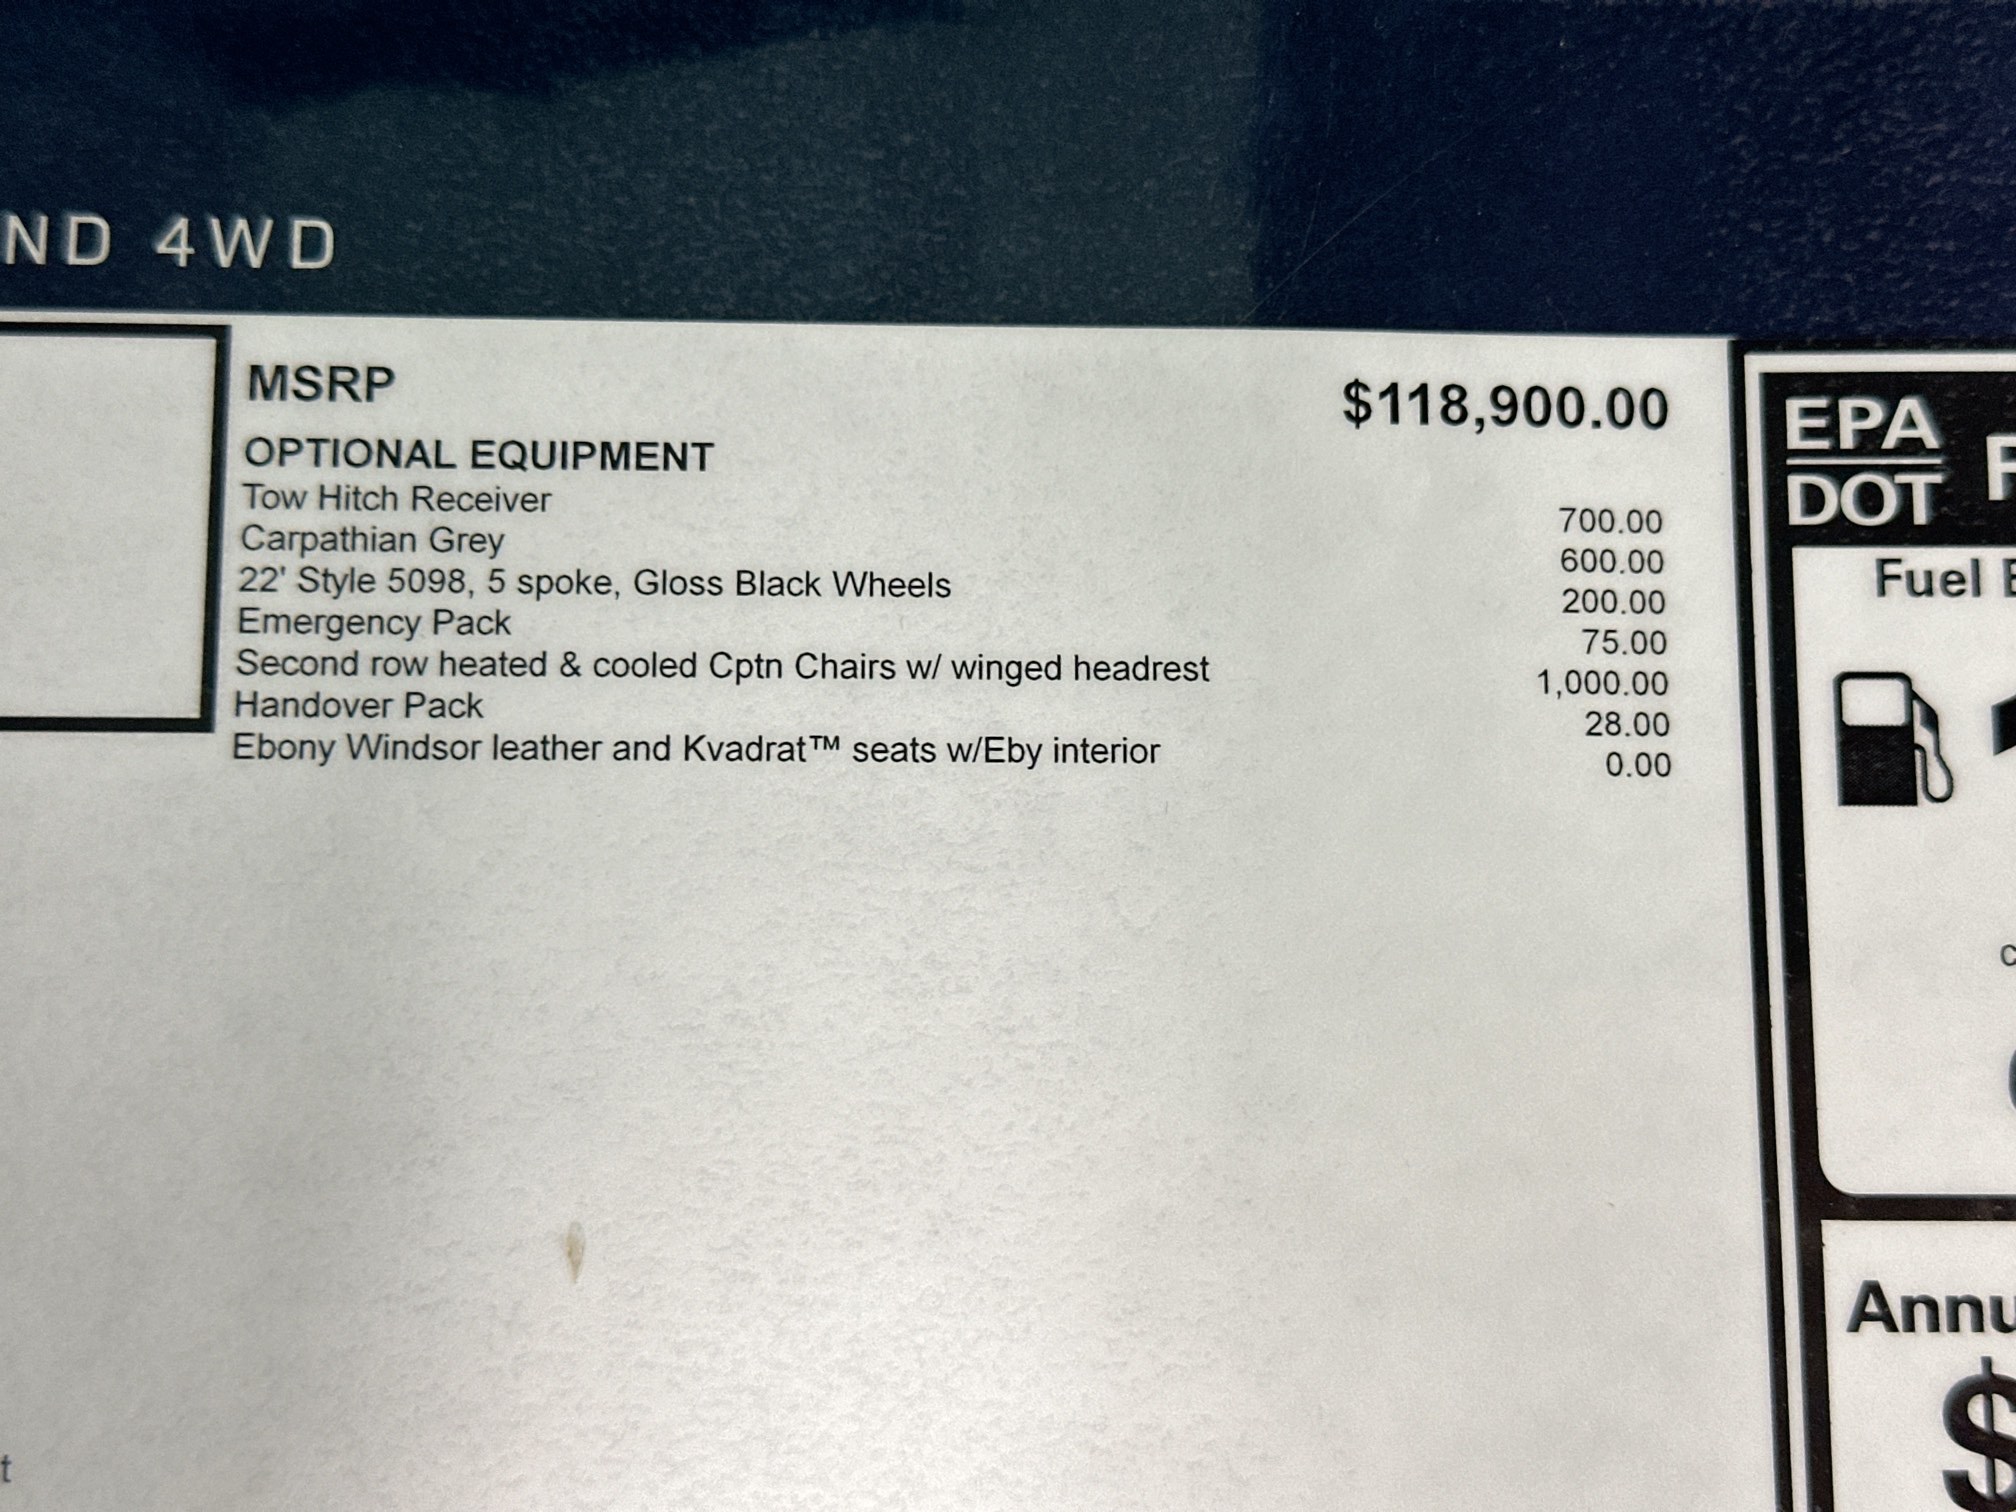 ND 4WD
MSRP $118,900.00
OPTIONAL EQUIPMENT
Tow Hitch Receiver 700.00
Carpathian Grey 600.00
22' Style 5098, 5 spoke, Gloss Black Wheels 200.00
Emergency Pack 75.00
Second row heated & cooled Cptn Chairs w/ winged headrest 1,000.00
Handover Pack 28.00
Ebony Windsor leather and Kvadrat™ seats w/Eby interior 0.00
EPA
DOT
Fuel
Annu
$
t